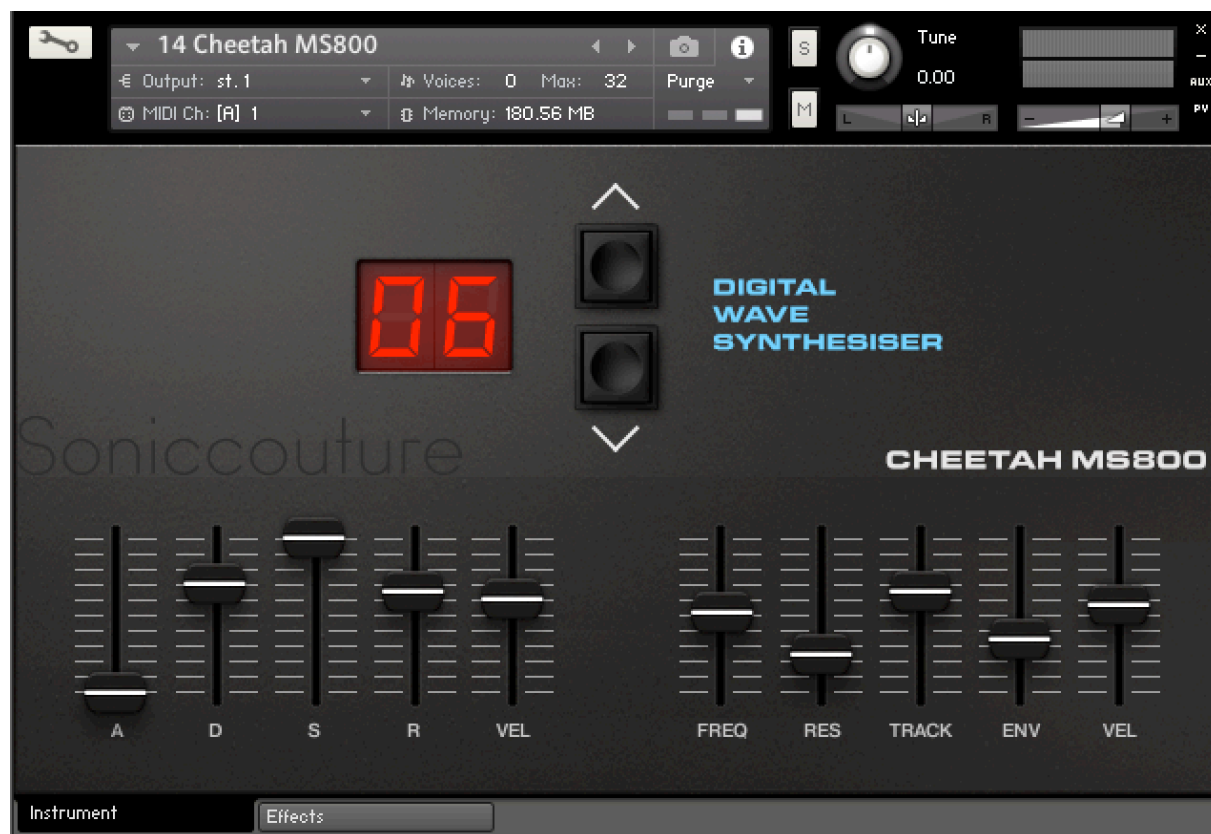 14 Cheetah MS800
Output: st. 1
Voices: 0 Max: 32
Purge
MIDI Ch: [A] 1
Memory: 180.56 MB
S
M
Tune
0.00
L
R
-
+
×
-
AUX
PV
06
DIGITAL
WAVE
SYNTHESISER
Soniccouture
CHEETAH MS800
A D S R VEL
FREQ RES TRACK ENV VEL
Instrument
Effects